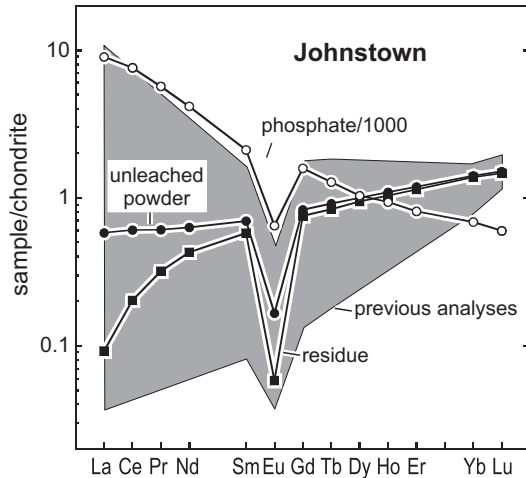 10
Johnstown
phosphate/1000
unleached
powder
1
sample/chondrite
previous analyses
0.1
residue
La Ce Pr Nd Sm Eu Gd Tb Dy Ho Er Yb Lu